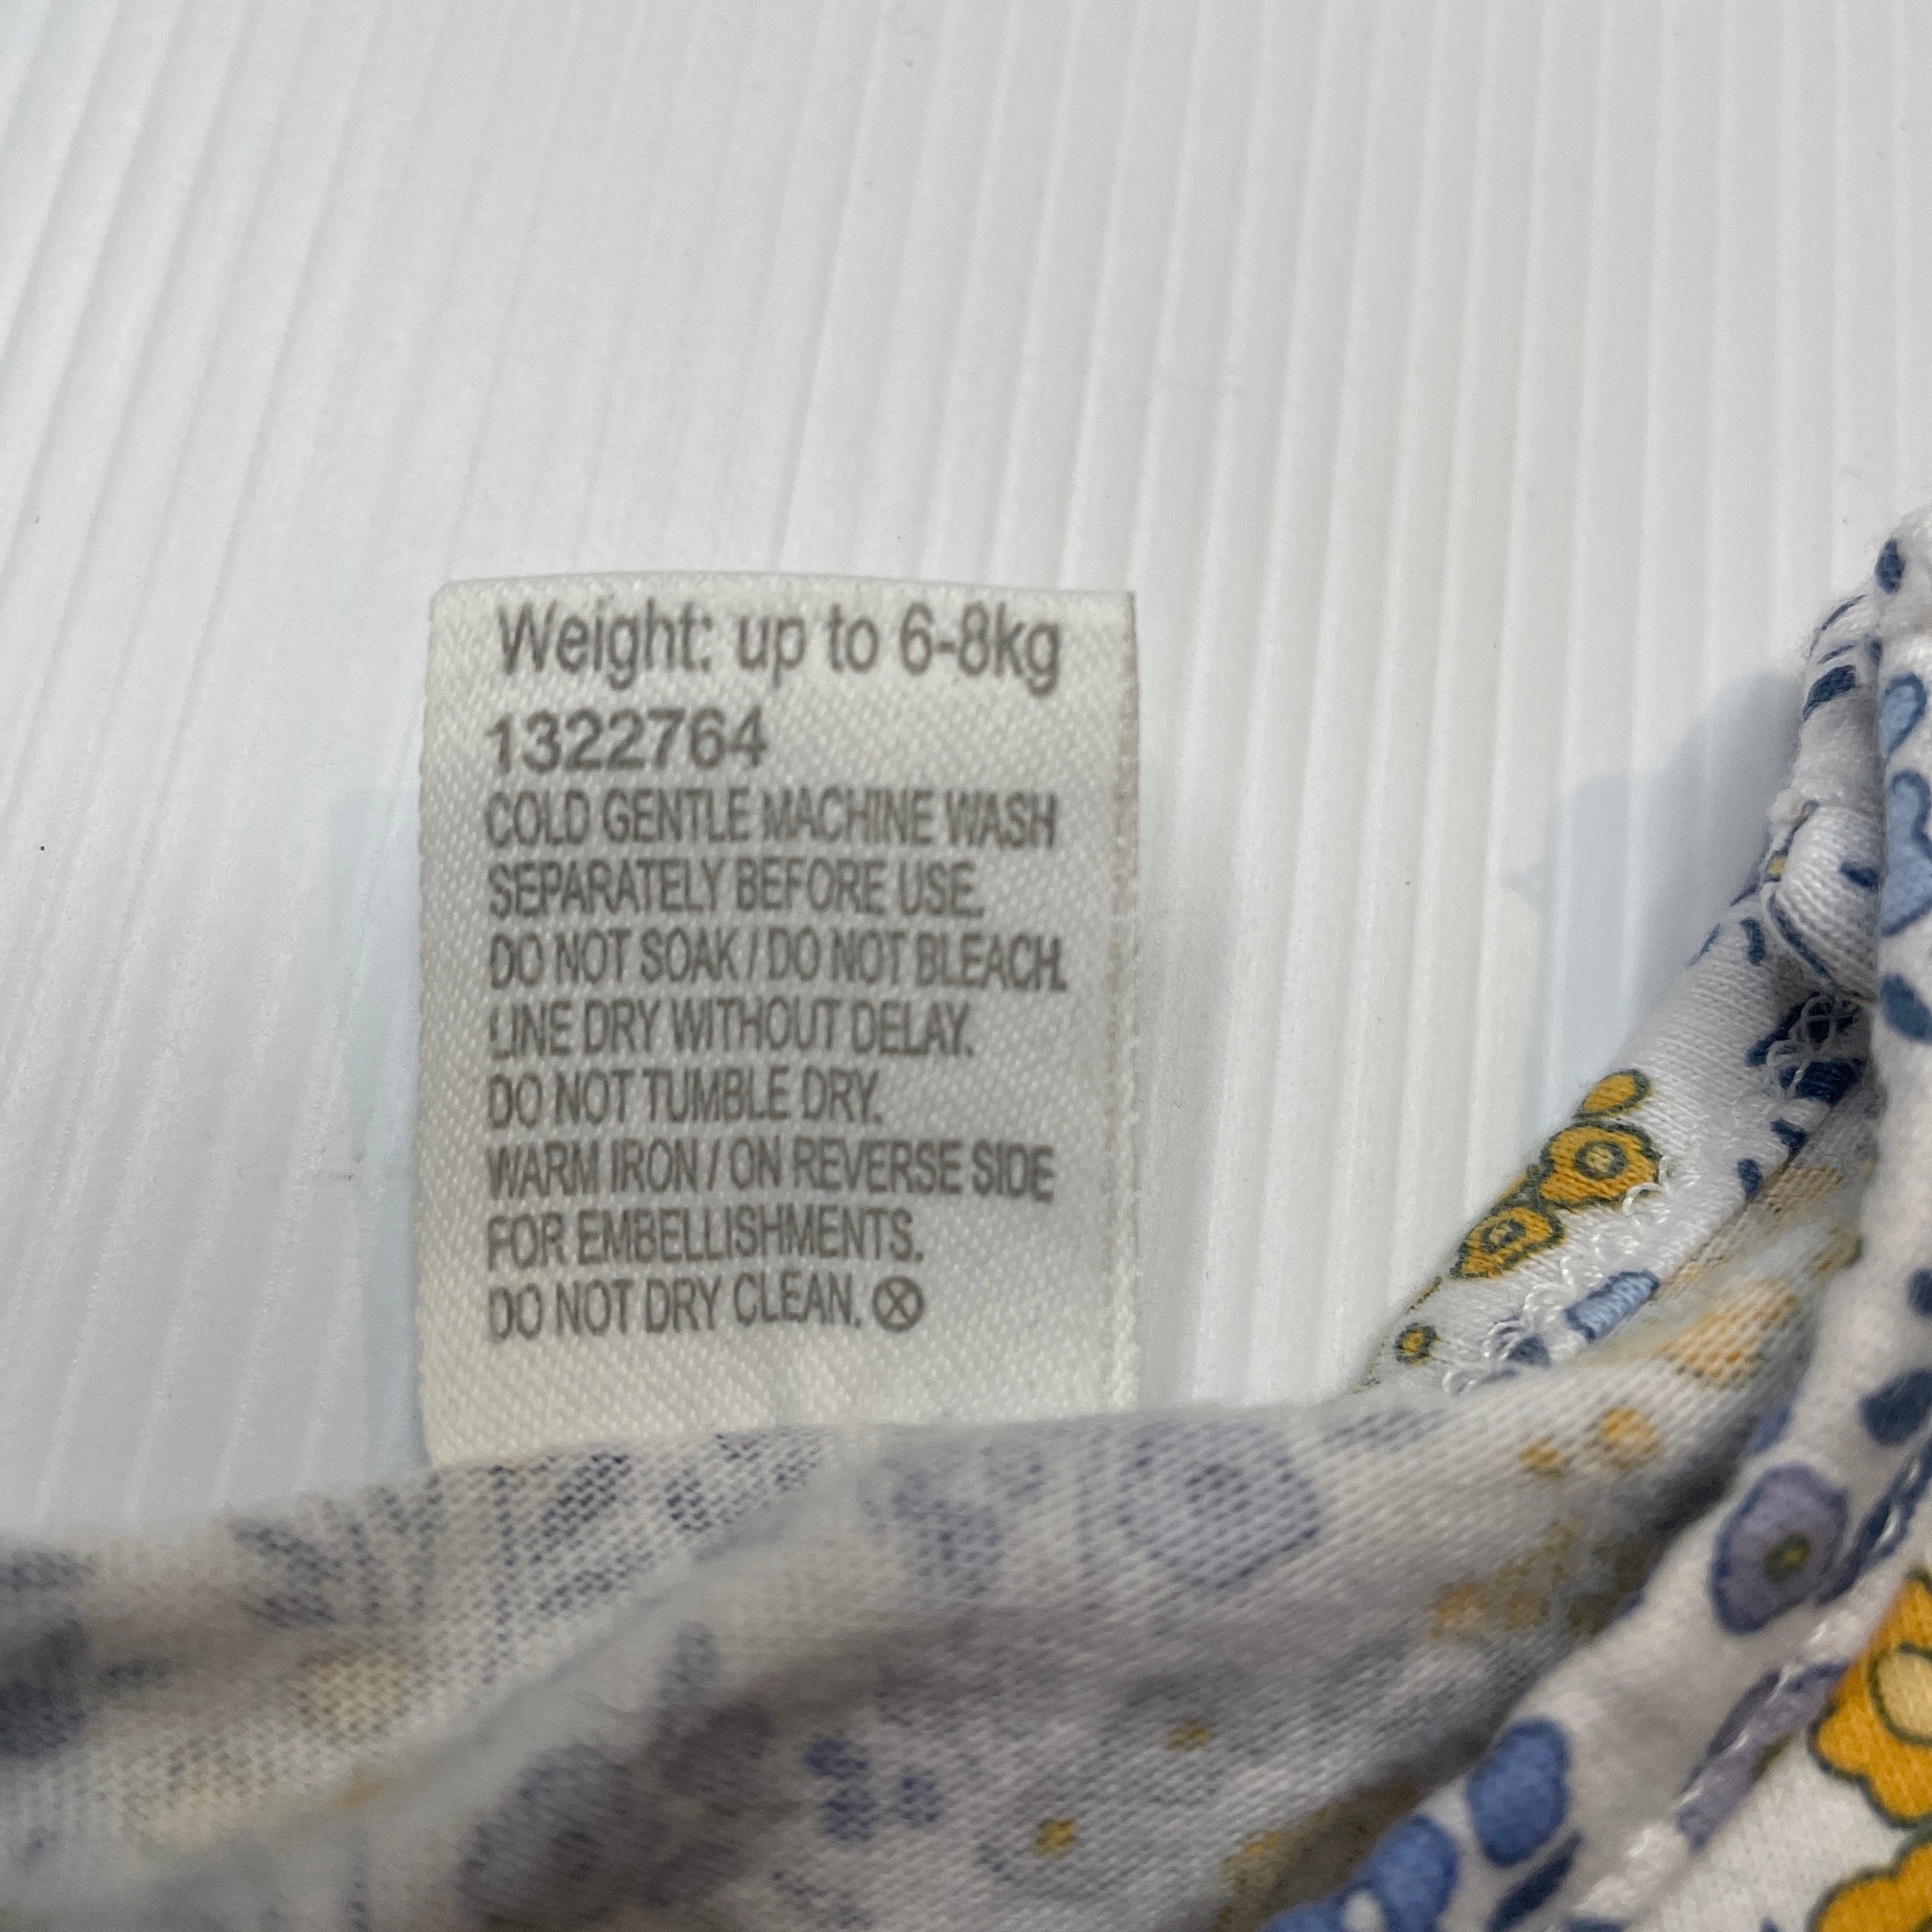 Weight: up to 6-8kg
1322764
COLD GENTLE MACHINE WASH
SEPARATELY BEFORE USE.
DO NOT SOAK / DO NOT BLEACH.
LINE DRY WITHOUT DELAY.
DO NOT TUMBLE DRY.
WARM IRON / ON REVERSE SIDE
FOR EMBELLISHMENTS.
DO NOT DRY CLEAN.